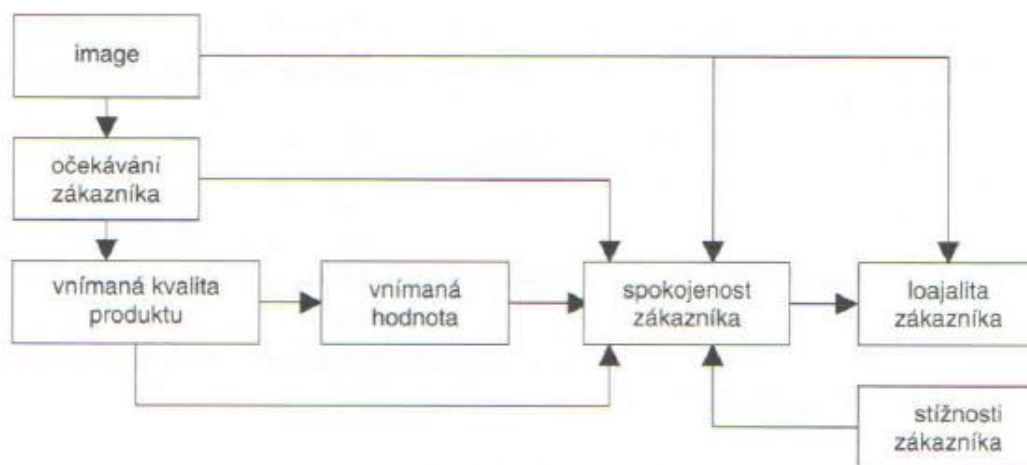 image
očekávání
zákazníka
vnímaná kvalita
produktu
vnímaná
hodnota
spokojenost
zákazníka
loajalita
zákazníka
stížnosti
zákazníka